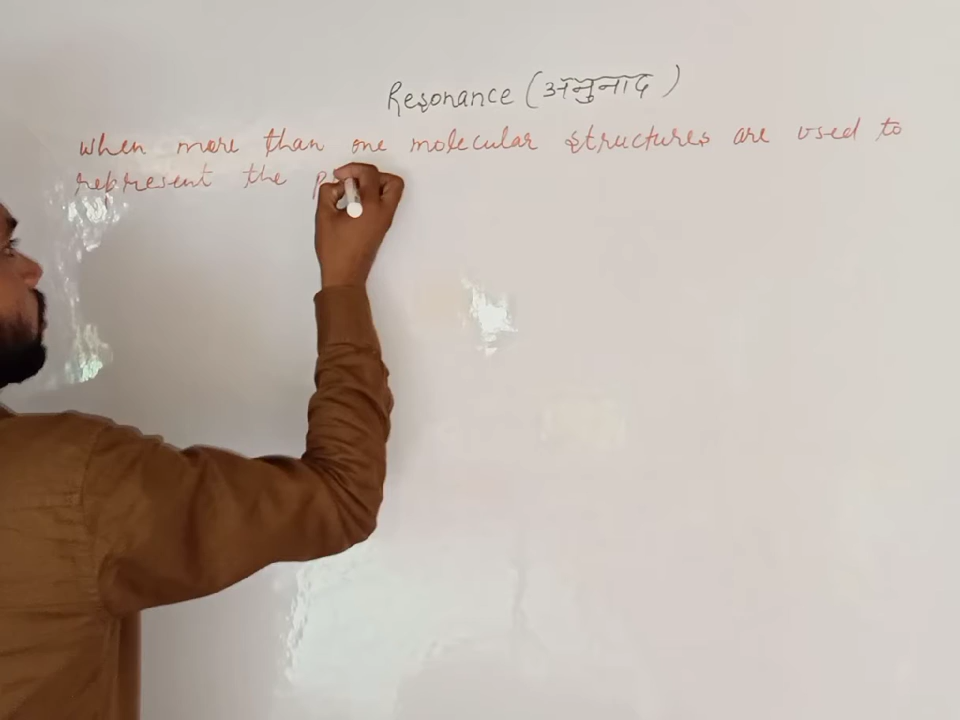 Resonance (अनुनाद)
when more than one molecular structures are used to
represent the